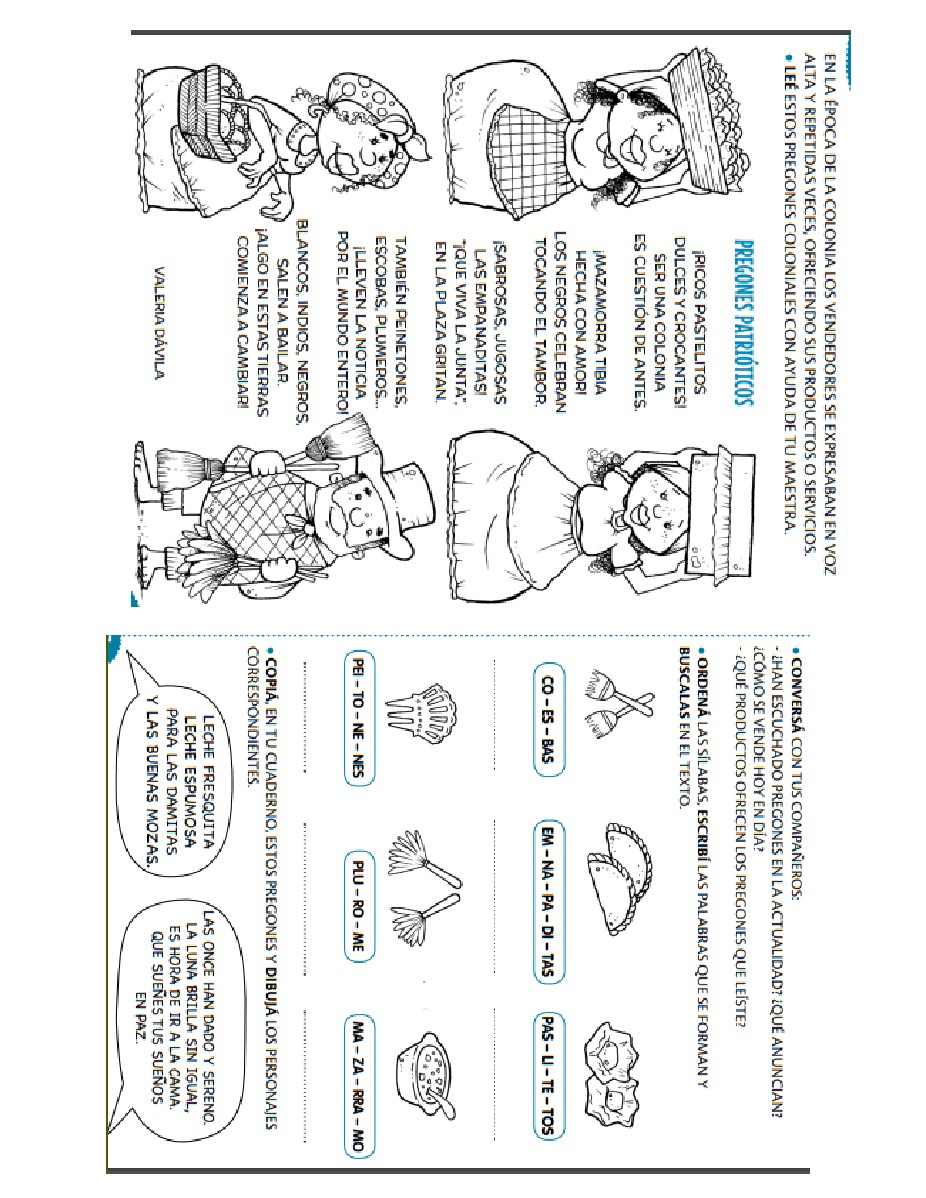 EN LA ÉPOCA DE LA COLONIA LOS VENDEDORES SE EXPRESABAN EN VOZ
ALTA Y REPETIDAS VECES, OFRECIENDO SUS PRODUCTOS O SERVICIOS.
• LEÉ ESTOS PREGONES COLONIALES CON AYUDA DE TU MAESTRA.
PREGONES PATRIÓTICOS
¡RICOS PASTELITOS
DULCES Y CROCANTES!
SER UNA COLONIA
ES CUESTIÓN DE ANTES.
¡MAZAMORRA TIBIA
HECHA CON AMOR!
LOS NEGROS CELEBRAN
TOCANDO EL TAMBOR.
¡SABROSAS, JUGOSAS
LAS EMPANADITAS!
"¡QUE VIVA LA JUNTA",
EN LA PLAZA GRITAN.
TAMBIÉN PEINETONES,
ESCOBAS, PLUMEROS...
¡LLEVEN LA NOTICIA
POR EL MUNDO ENTERO!
BLANCOS, INDIOS, NEGROS,
SALEN A BAILAR.
¡ALGO EN ESTAS TIERRAS
COMIENZA A CAMBIAR!
VALERIA DÁVILA
• CONVERSÁ CON TUS COMPAÑEROS:
- ¿HAN ESCUCHADO PREGONES EN LA ACTUALIDAD? ¿QUÉ ANUNCIAN?
¿CÓMO SE VENDE HOY EN DÍA?
- ¿QUÉ PRODUCTOS OFRECEN LOS PREGONES QUE LEÍSTE?
• ORDENÁ LAS SÍLABAS, ESCRIBÍ LAS PALABRAS QUE SE FORMAN Y
BUSCALAS EN EL TEXTO.
CO – ES – BAS
EM – NA – PA – DI – TAS
PAS – LI – TE – TOS
PEI – TO – NE – NES
PLU – RO – ME
MA – ZA – RRA – MO
• COPIÁ, EN TU CUADERNO, ESTOS PREGONES Y DIBUJÁ LOS PERSONAJES
CORRESPONDIENTES.
LECHE FRESQUITA
LECHE ESPUMOSA
PARA LAS DAMITAS
Y LAS BUENAS MOZAS.
LAS ONCE HAN DADO Y SERENO.
LA LUNA BRILLA SIN IGUAL,
ES HORA DE IR A LA CAMA
QUE SUEÑES TUS SUEÑOS
EN PAZ.